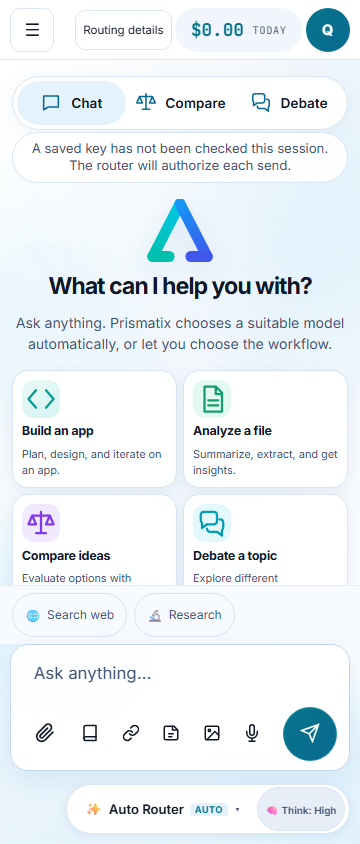 Routing details
$0.00 TODAY
Q
Chat
Compare
Debate
A saved key has not been checked this session.
The router will authorize each send.
What can I help you with?
Ask anything. Prismatix chooses a suitable model
automatically, or let you choose the workflow.
Build an app
Plan, design, and iterate on
an app.
Analyze a file
Summarize, extract, and get
insights.
Compare ideas
Evaluate options with
Debate a topic
Explore different
Search web
Research
Ask anything...
Auto Router AUTO
Think: High